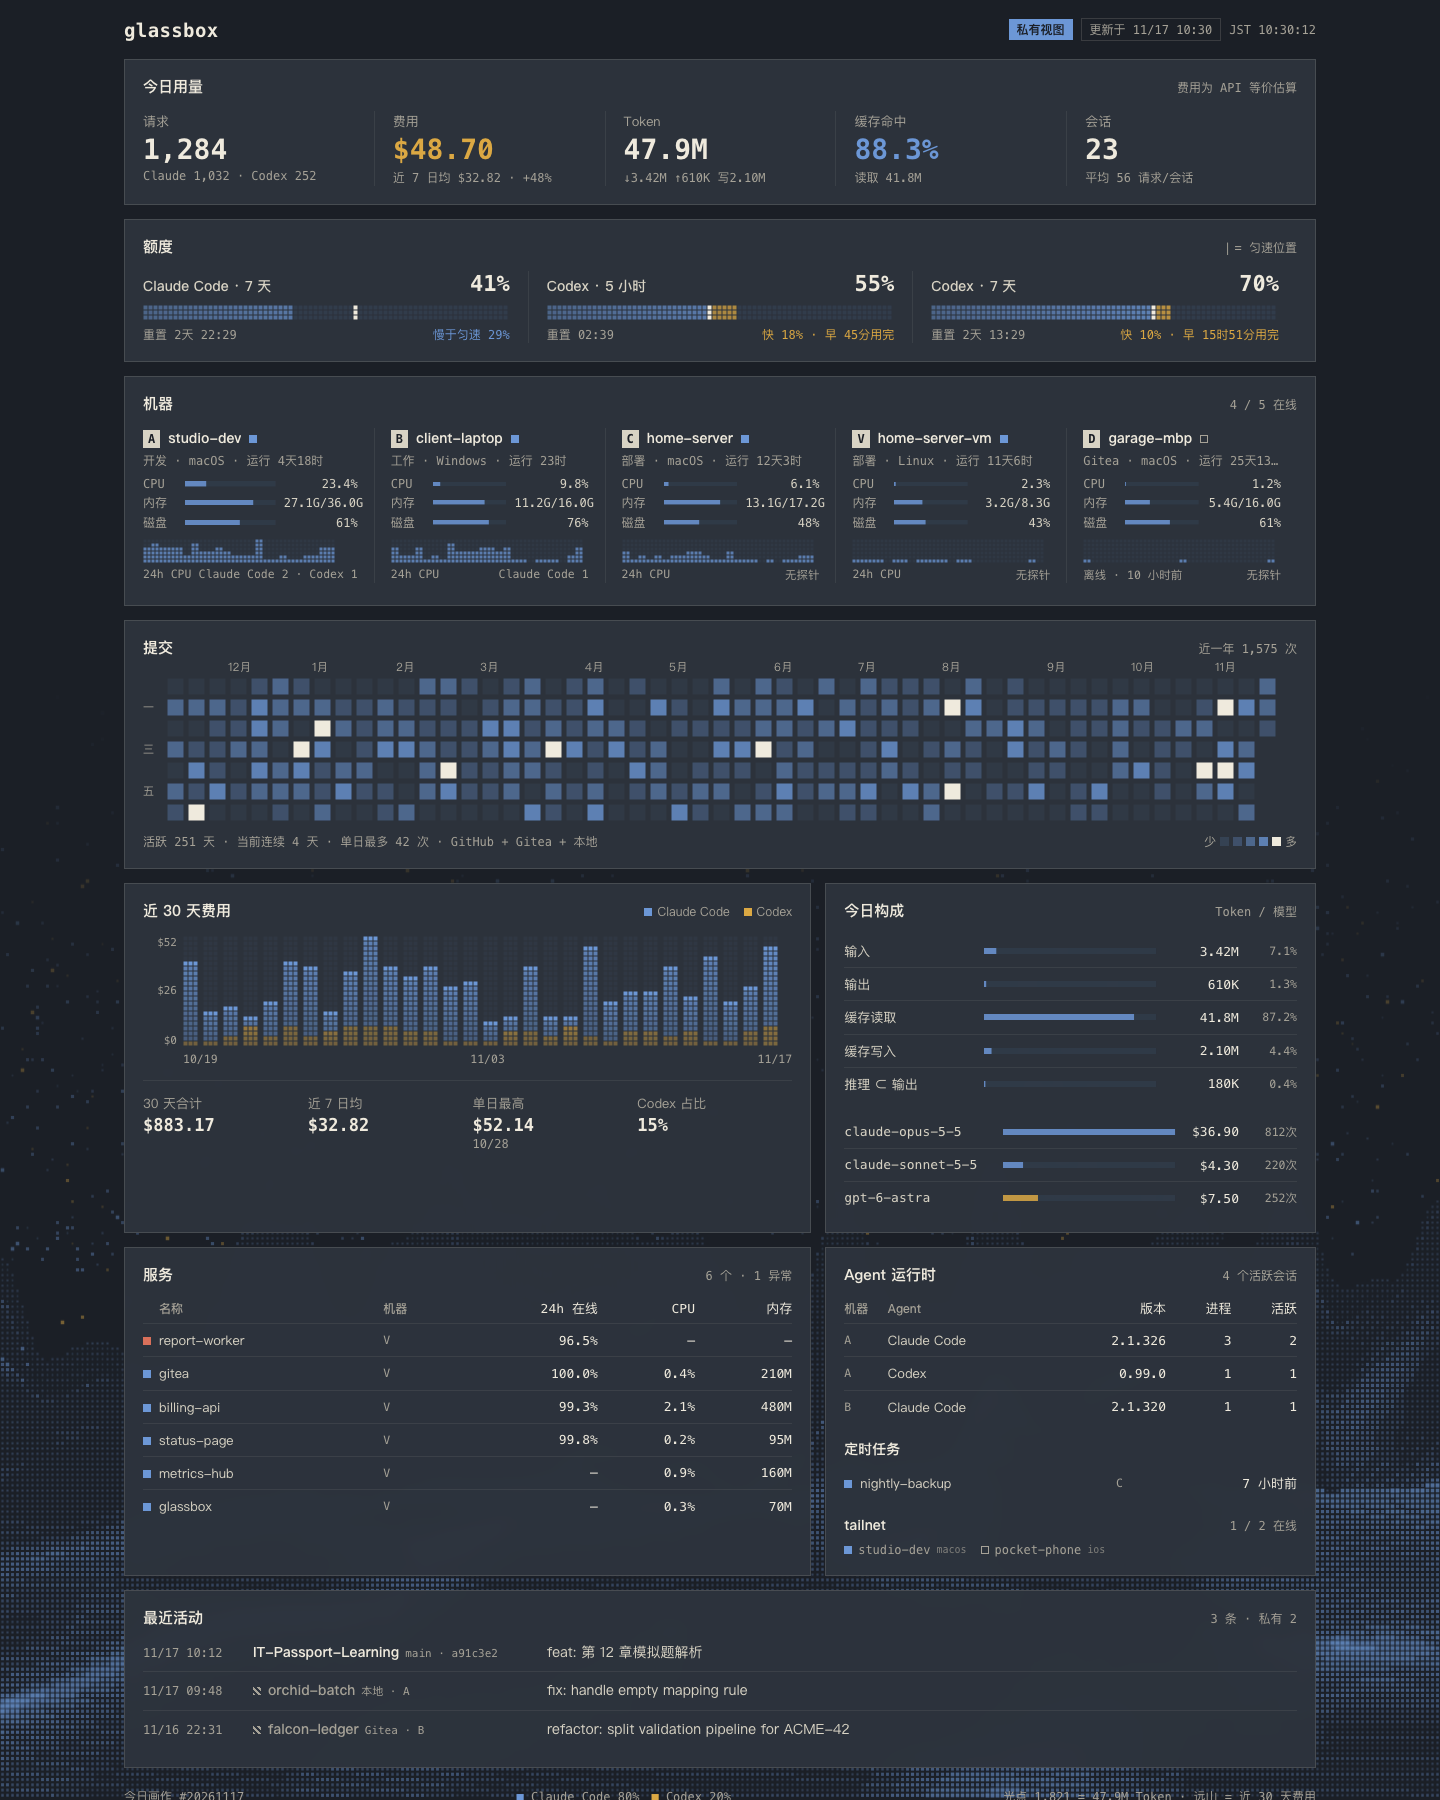 glassbox 私有视图 更新于 11/17 10:30 JST 10:30:12
今日用量 费用为 API 等价估算
请求 费用 Token 缓存命中 会话
1,284 $48.70 47.9M 88.3% 23
Claude 1,032 · Codex 252 近 7 日均 $32.82 · +48% ↓3.42M ↑610K 写2.10M 读取 41.8M 平均 56 请求/会话
额度 | = 匀速位置
Claude Code · 7 天 41% Codex · 5 小时 55% Codex · 7 天 70%
重置 2天 22:29 慢于匀速 29% 重置 02:39 快 18% · 早 45分用完 重置 2天 13:29 快 10% · 早 15时51分用完
机器 4 / 5 在线
A studio-dev B client-laptop C home-server V home-server-vm D garage-mbp
开发 · macOS · 运行 4天18时 工作 · Windows · 运行 23时 部署 · macOS · 运行 12天3时 部署 · Linux · 运行 11天6时 Gitea · macOS · 运行 25天13…
CPU 23.4% CPU 9.8% CPU 6.1% CPU 2.3% CPU 1.2%
内存 27.1G/36.0G 内存 11.2G/16.0G 内存 13.1G/17.2G 内存 3.2G/8.3G 内存 5.4G/16.0G
磁盘 61% 磁盘 76% 磁盘 48% 磁盘 43% 磁盘 61%
24h CPU Claude Code 2 · Codex 1 24h CPU Claude Code 1 24h CPU 无探针 24h CPU 无探针 离线 · 10 小时前 无探针
提交 近一年 1,575 次
12月 1月 2月 3月 4月 5月 6月 7月 8月 9月 10月 11月
一
三
五
活跃 251 天 · 当前连续 4 天 · 单日最多 42 次 · GitHub + Gitea + 本地 少 多
近 30 天费用 Claude Code Codex
$52
$26
$0
10/19 11/03 11/17
30 天合计 近 7 日均 单日最高 Codex 占比
$883.17 $32.82 $52.14 15%
10/28
今日构成 Token / 模型
输入 3.42M 7.1%
输出 610K 1.3%
缓存读取 41.8M 87.2%
缓存写入 2.10M 4.4%
推理 ⊂ 输出 180K 0.4%
claude-opus-5-5 $36.90 812次
claude-sonnet-5-5 $4.30 220次
gpt-6-astra $7.50 252次
服务 6 个 · 1 异常
名称 机器 24h 在线 CPU 内存
report-worker V 96.5% — —
gitea V 100.0% 0.4% 210M
billing-api V 99.3% 2.1% 480M
status-page V 99.8% 0.2% 95M
metrics-hub V — 0.9% 160M
glassbox V — 0.3% 70M
Agent 运行时 4 个活跃会话
机器 Agent 版本 进程 活跃
A Claude Code 2.1.326 3 2
A Codex 0.99.0 1 1
B Claude Code 2.1.320 1 1
定时任务
nightly-backup C 7 小时前
tailnet 1 / 2 在线
studio-dev macos pocket-phone ios
最近活动 3 条 · 私有 2
11/17 10:12 IT-Passport-Learning main · a91c3e2 feat: 第 12 章模拟题解析
11/17 09:48 orchid-batch 本地 · A fix: handle empty mapping rule
11/16 22:31 falcon-ledger Gitea · B refactor: split validation pipeline for ACME-42
今日画作 #20261117 Claude Code 80% Codex 20% 光点 1,821 = 47.9M Token · 远山 = 近 30 天费用